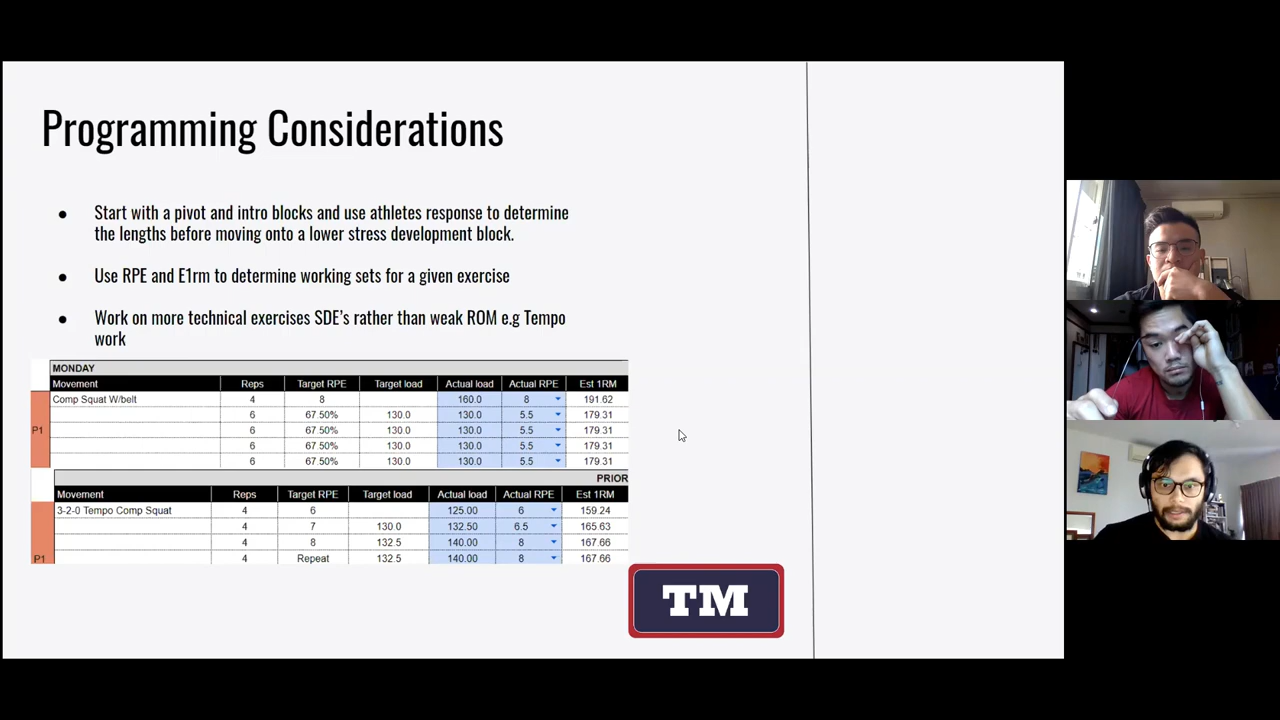 Programming Considerations
● Start with a pivot and intro blocks and use athletes response to determine
the lengths before moving onto a lower stress development block.
● Use RPE and E1rm to determine working sets for a given exercise
● Work on more technical exercises SDE's rather than weak ROM e.g Tempo
work
MONDAY
Movement Reps Target RPE Target load Actual load Actual RPE Est 1RM
Comp Squat W/belt 4 8 160.0 8 191.62
6 67.50% 130.0 130.0 5.5 179.31
P1 6 67.50% 130.0 130.0 5.5 179.31
6 67.50% 130.0 130.0 5.5 179.31
6 67.50% 130.0 130.0 5.5 179.31
PRIOR
Movement Reps Target RPE Target load Actual load Actual RPE Est 1RM
3-2-0 Tempo Comp Squat 4 6 125.00 6 159.24
4 7 130.0 132.50 6.5 165.63
4 8 132.5 140.00 8 167.66
P1 4 Repeat 132.5 140.00 8 167.66
TM